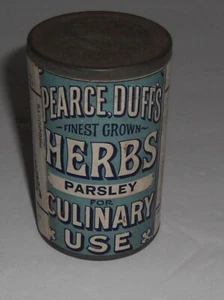 PEARCE, DUFF'S
FINEST GROWN
HERBS
PARSLEY
FOR
CULINARY
USE